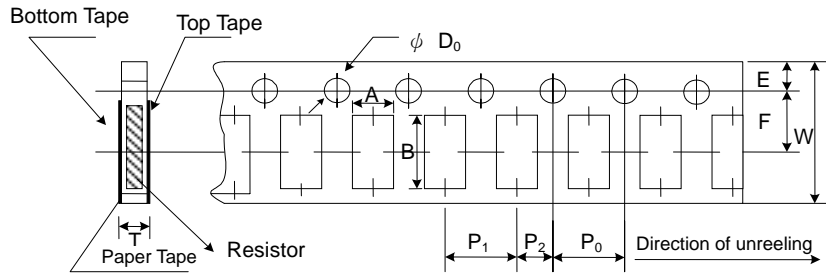 Bottom Tape
Top Tape
ϕ D₀
A
B
E
F
W
T
P₁
P₂
P₀
Direction of unreeling
Resistor
Paper Tape